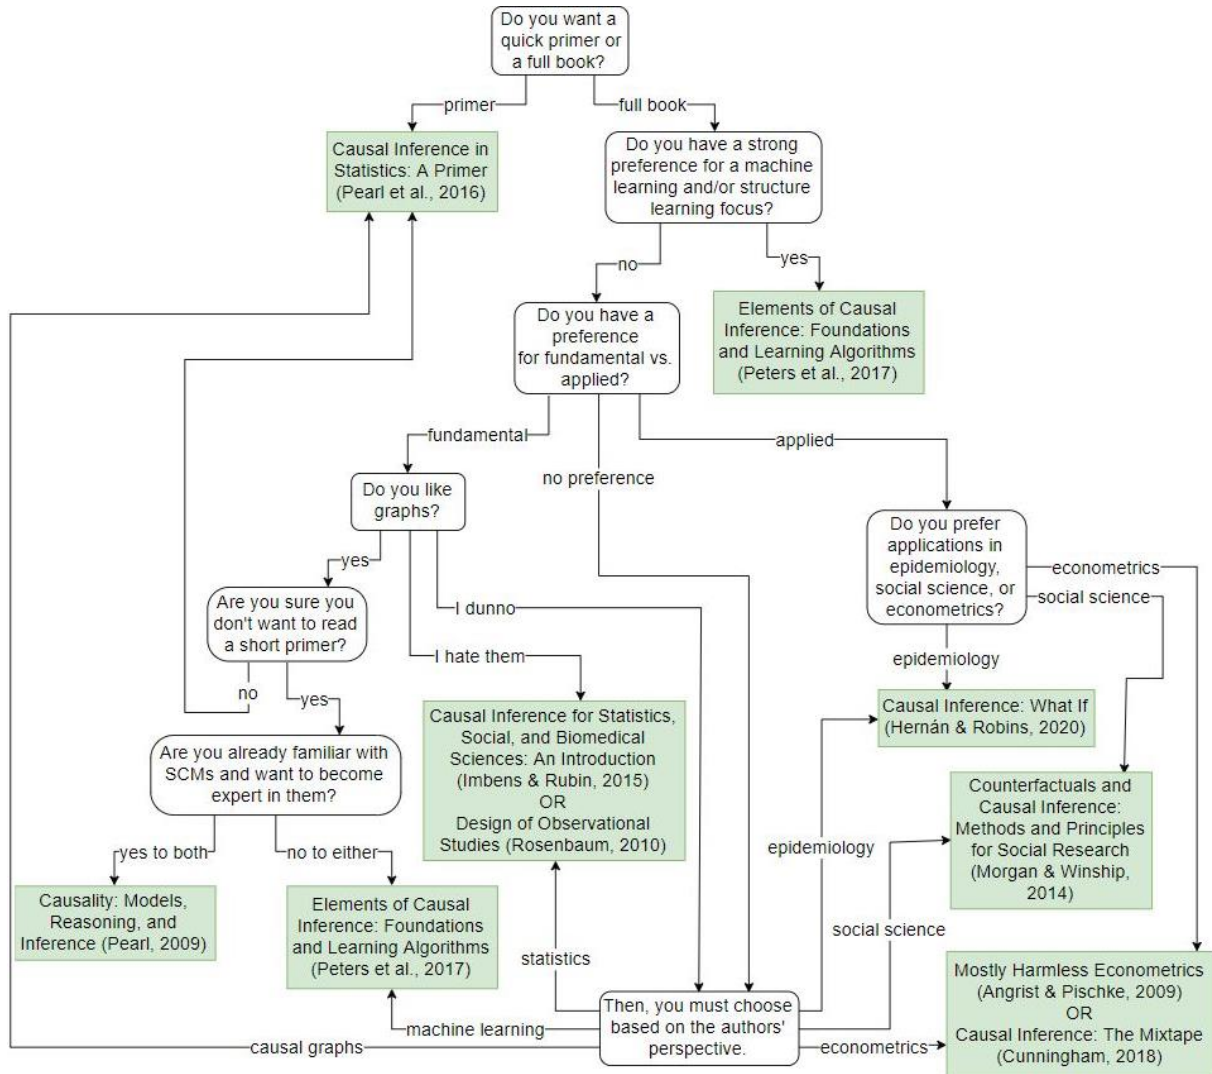 Do you want a
quick primer or
a full book?
primer
full book
Causal Inference in
Statistics: A Primer
(Pearl et al., 2016)
Do you have a strong
preference for a machine
learning and/or structure
learning focus?
no
yes
Do you have a
preference
for fundamental vs.
applied?
Elements of Causal
Inference: Foundations
and Learning Algorithms
(Peters et al., 2017)
fundamental
no preference
applied
Do you like
graphs?
Do you prefer
applications in
epidemiology,
social science, or
econometrics?
yes
I dunno
I hate them
econometrics
social science
epidemiology
Are you sure you
don't want to read
a short primer?
no
yes
Causal Inference for Statistics,
Social, and Biomedical
Sciences: An Introduction
(Imbens & Rubin, 2015)
OR
Design of Observational
Studies (Rosenbaum, 2010)
Causal Inference: What If
(Hernán & Robins, 2020)
Are you already familiar with
SCMs and want to become
expert in them?
Counterfactuals and
Causal Inference:
Methods and Principles
for Social Research
(Morgan & Winship,
2014)
yes to both
no to either
epidemiology
Causality: Models,
Reasoning, and
Inference (Pearl, 2009)
Elements of Causal
Inference: Foundations
and Learning Algorithms
(Peters et al., 2017)
statistics
social science
Mostly Harmless Econometrics
(Angrist & Pischke, 2009)
OR
Causal Inference: The Mixtape
(Cunningham, 2018)
Then, you must choose
based on the authors'
perspective.
machine learning
causal graphs
econometrics